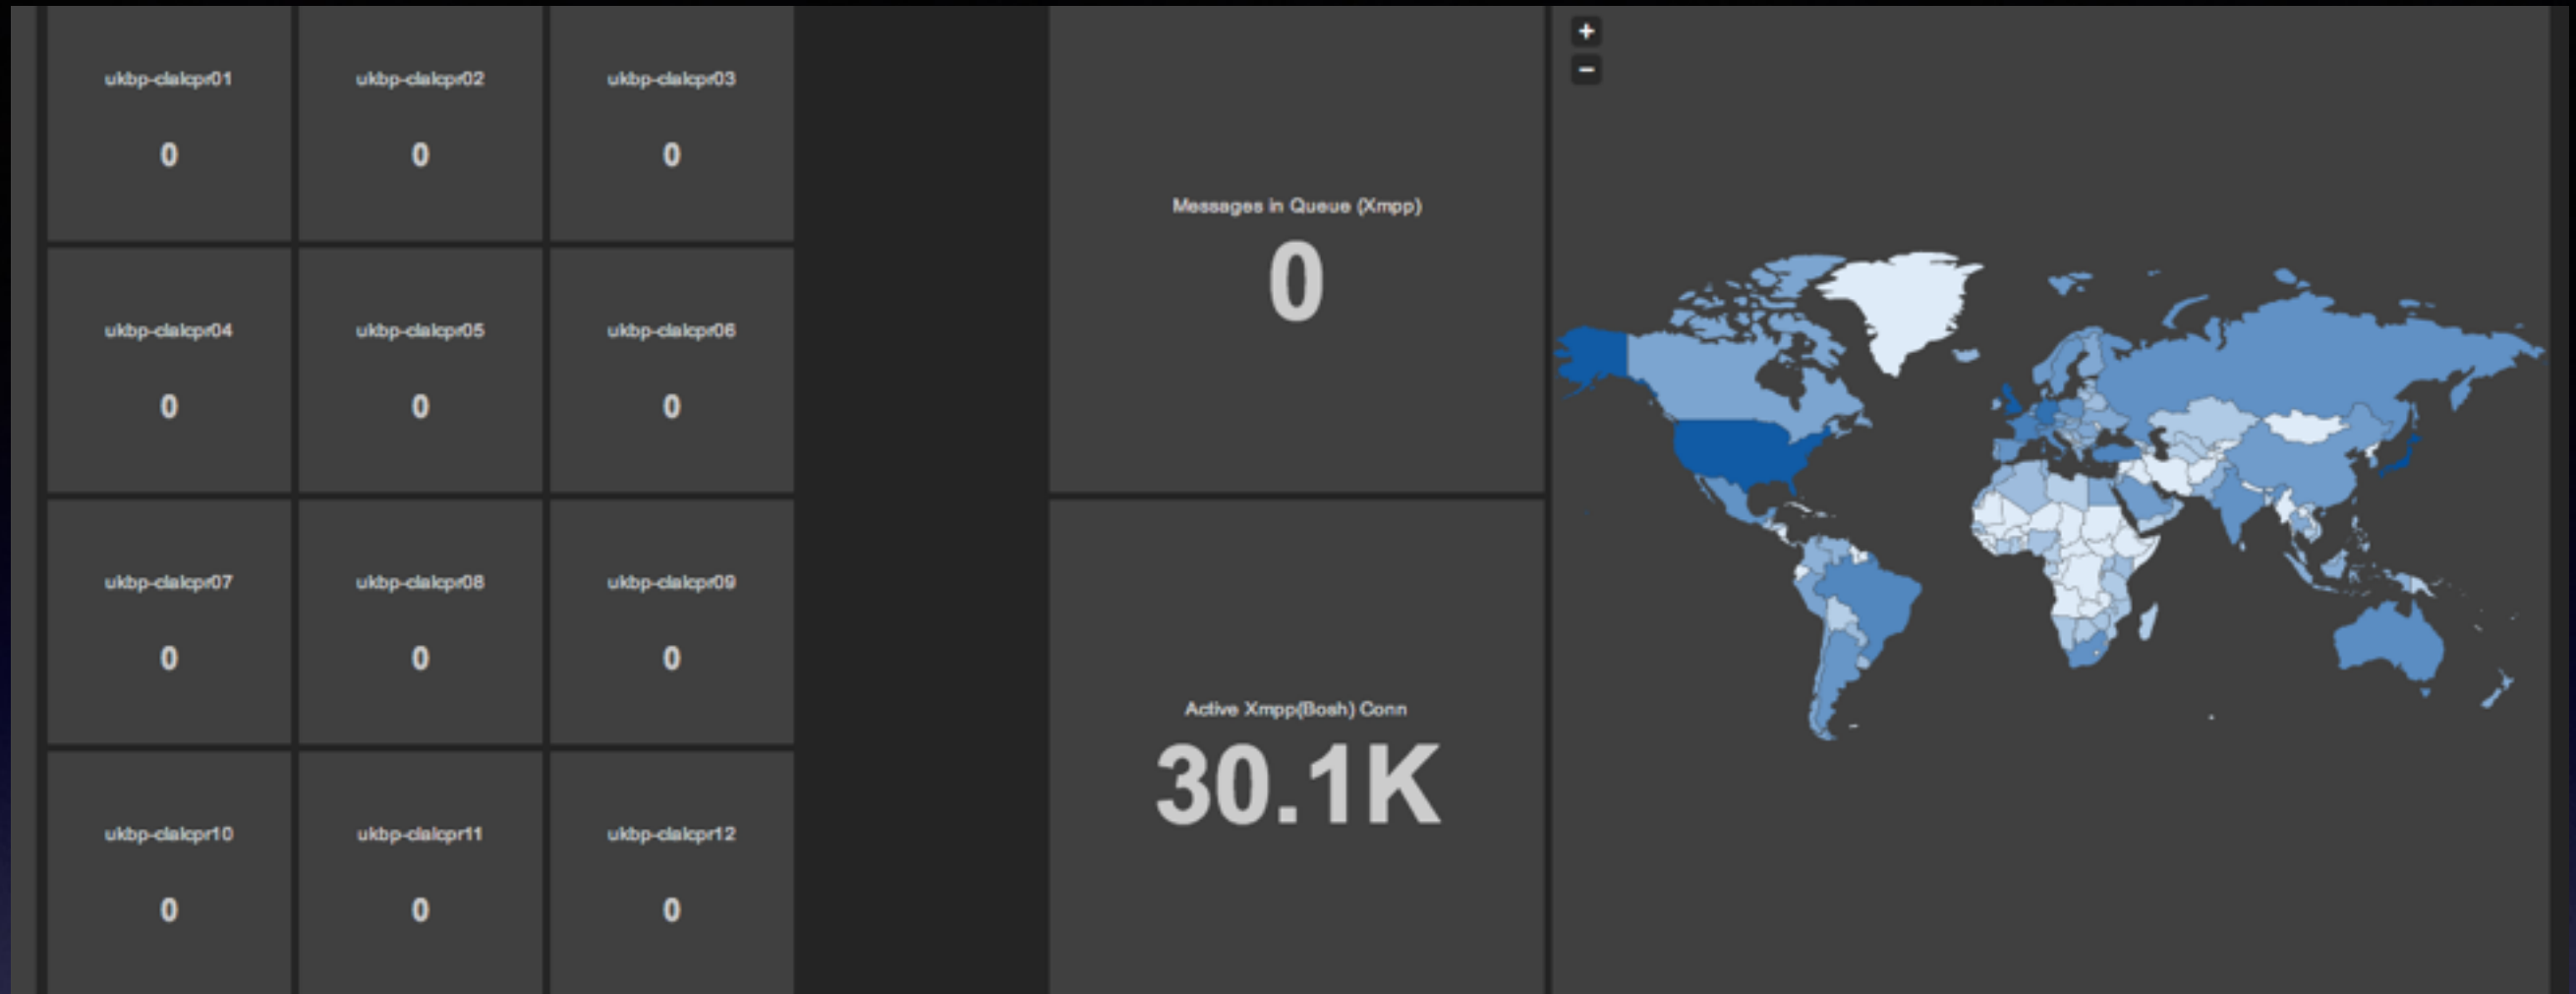 ukbp-clalcpr01 ukbp-clalcpr02 ukbp-clalcpr03
0 0 0
ukbp-clalcpr04 ukbp-clalcpr05 ukbp-clalcpr06
0 0 0
ukbp-clalcpr07 ukbp-clalcpr08 ukbp-clalcpr09
0 0 0
ukbp-clalcpr10 ukbp-clalcpr11 ukbp-clalcpr12
0 0 0
Messages in Queue (Xmpp)
0
Active Xmpp(Bosh) Conn
30.1K
+
−